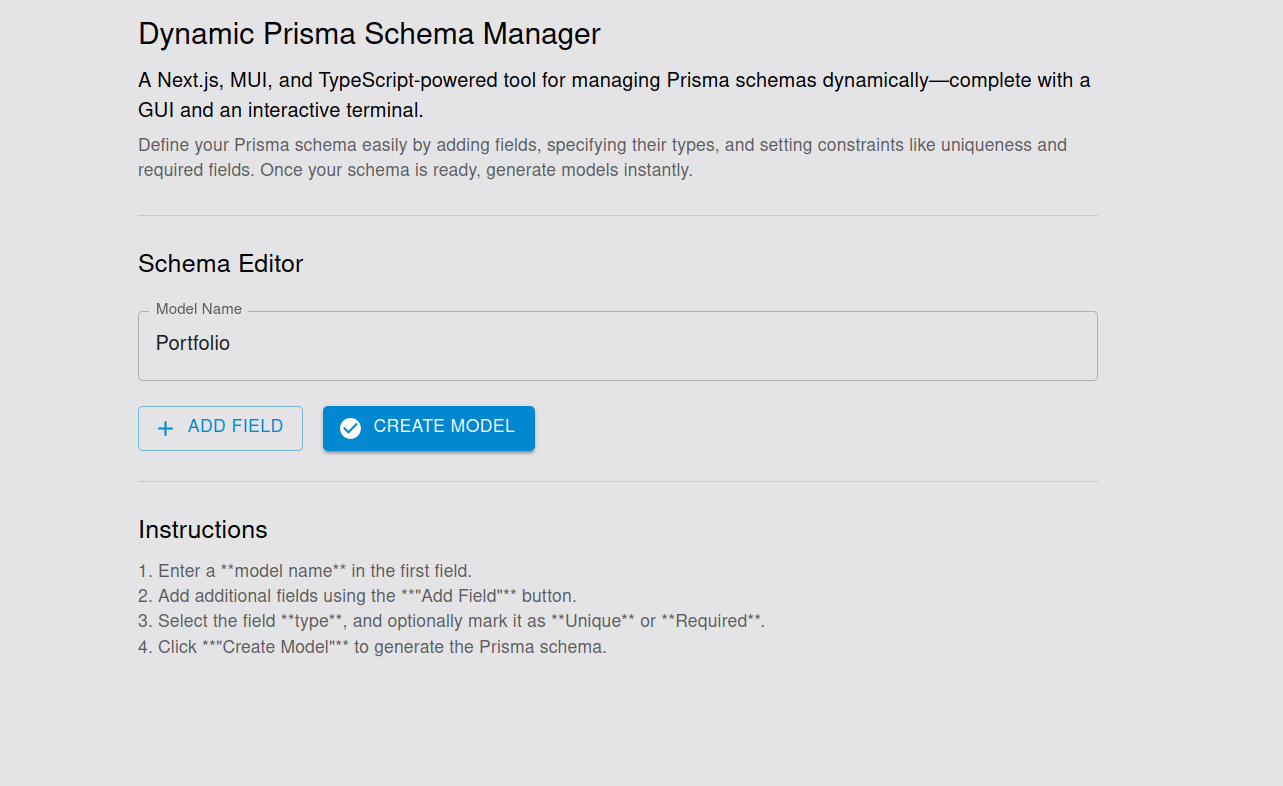 Dynamic Prisma Schema Manager
A Next.js, MUI, and TypeScript-powered tool for managing Prisma schemas dynamically—complete with a
GUI and an interactive terminal.
Define your Prisma schema easily by adding fields, specifying their types, and setting constraints like uniqueness and
required fields. Once your schema is ready, generate models instantly.
Schema Editor
Model Name
Portfolio
ADD FIELD
CREATE MODEL
Instructions
1. Enter a **model name** in the first field.
2. Add additional fields using the **"Add Field"** button.
3. Select the field **type**, and optionally mark it as **Unique** or **Required**.
4. Click **"Create Model"** to generate the Prisma schema.